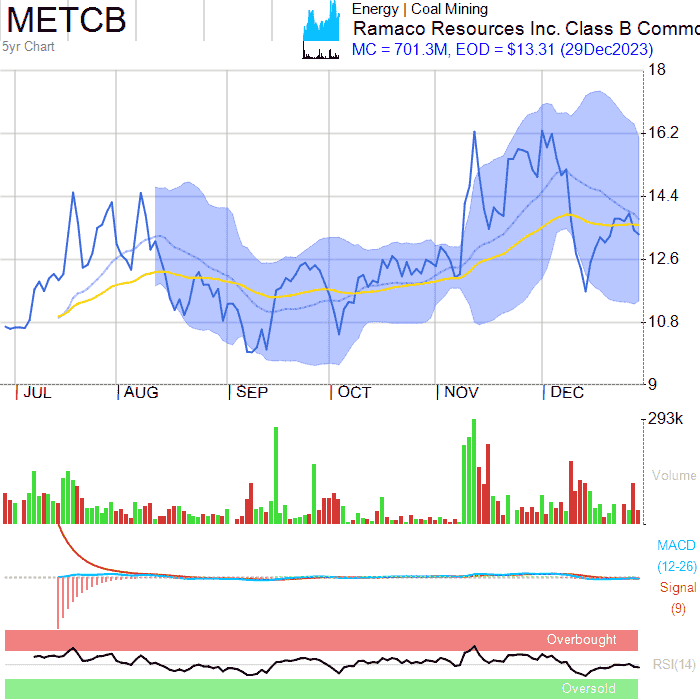 METCB
5yr Chart
Energy | Coal Mining
Ramaco Resources Inc. Class B Commo
MC = 701.3M, EOD = $13.31 (29Dec2023)
18
16.2
14.4
12.6
10.8
9
JUL AUG SEP OCT NOV DEC
293k
Volume
MACD
(12-26)
Signal
(9)
Overbought
RSI(14)
Oversold